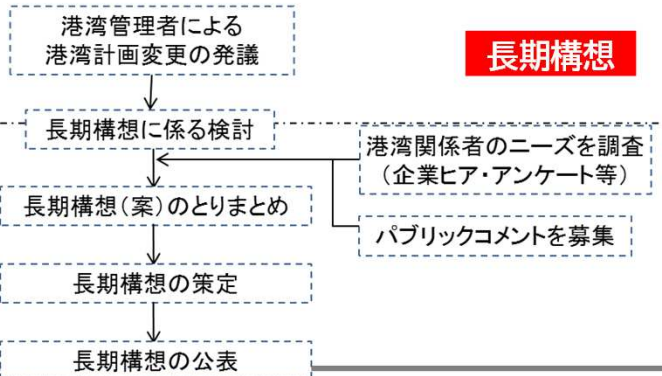 港湾管理者による
港湾計画変更の発議
長期構想
長期構想に係る検討
港湾関係者のニーズを調査
（企業ヒア・アンケート等）
長期構想（案）のとりまとめ
パブリックコメントを募集
長期構想の策定
長期構想の公表